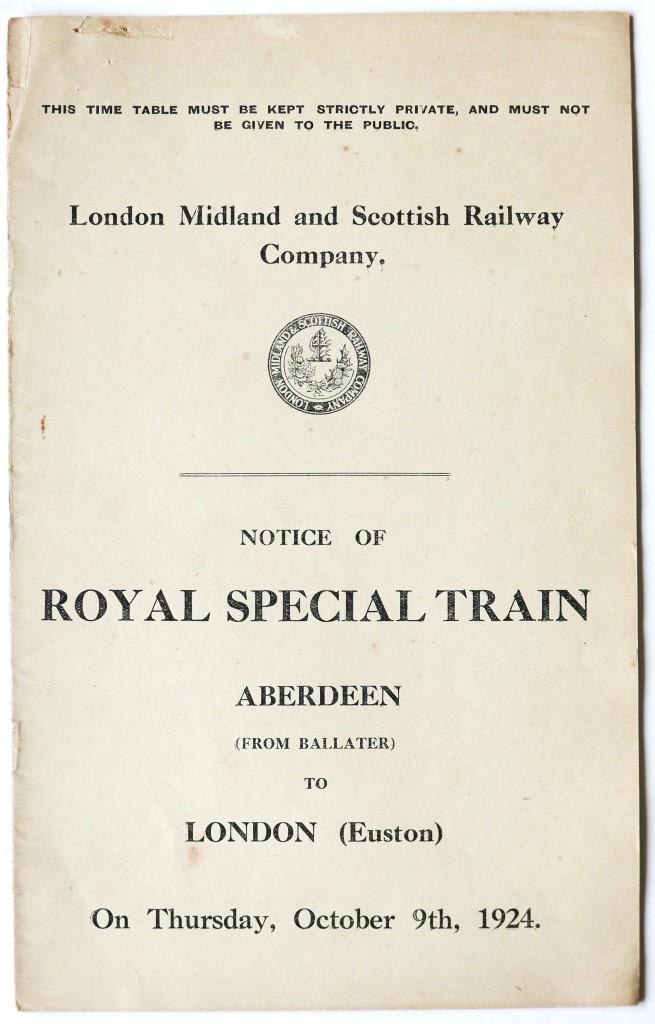 THIS TIME TABLE MUST BE KEPT STRICTLY PRIVATE, AND MUST NOT
BE GIVEN TO THE PUBLIC.
London Midland and Scottish Railway
Company.
LONDON MIDLAND & SCOTTISH RAILWAY COMPANY
NOTICE OF
ROYAL SPECIAL TRAIN
ABERDEEN
(FROM BALLATER)
TO
LONDON (Euston)
On Thursday, October 9th, 1924.